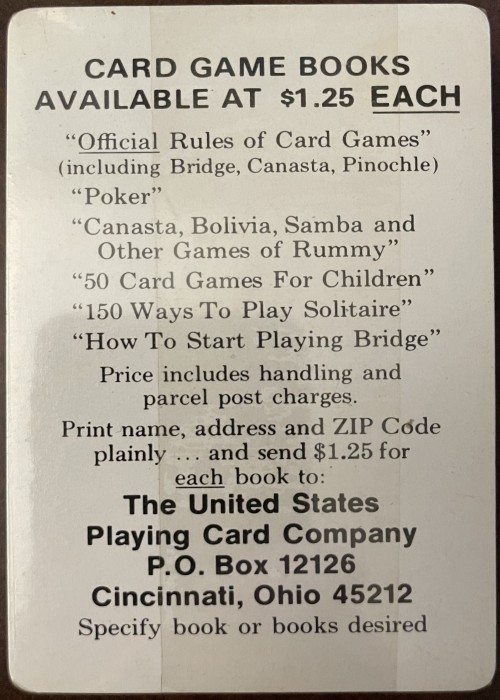 CARD GAME BOOKS
AVAILABLE AT $1.25 EACH
“Official Rules of Card Games”
(including Bridge, Canasta, Pinochle)
“Poker”
“Canasta, Bolivia, Samba and
Other Games of Rummy”
“50 Card Games For Children”
“150 Ways To Play Solitaire”
“How To Start Playing Bridge”
Price includes handling and
parcel post charges.
Print name, address and ZIP Code
plainly ... and send $1.25 for
each book to:
The United States
Playing Card Company
P.O. Box 12126
Cincinnati, Ohio 45212
Specify book or books desired